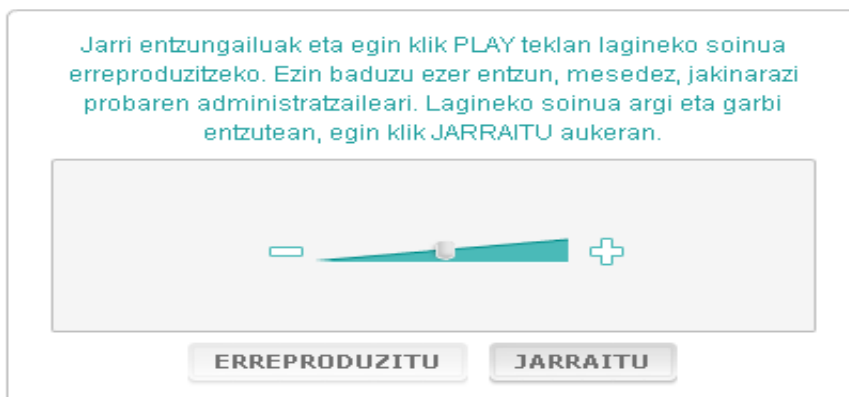 Jarri entzungailuak eta egin klik PLAY teklan lagineko soinua
erreproduzitzeko. Ezin baduzu ezer entzun, mesedez, jakinarazi
probaren administratzaileari. Lagineko soinua argi eta garbi
entzutean, egin klik JARRAITU aukeran.
ERREPRODUZITU JARRAITU